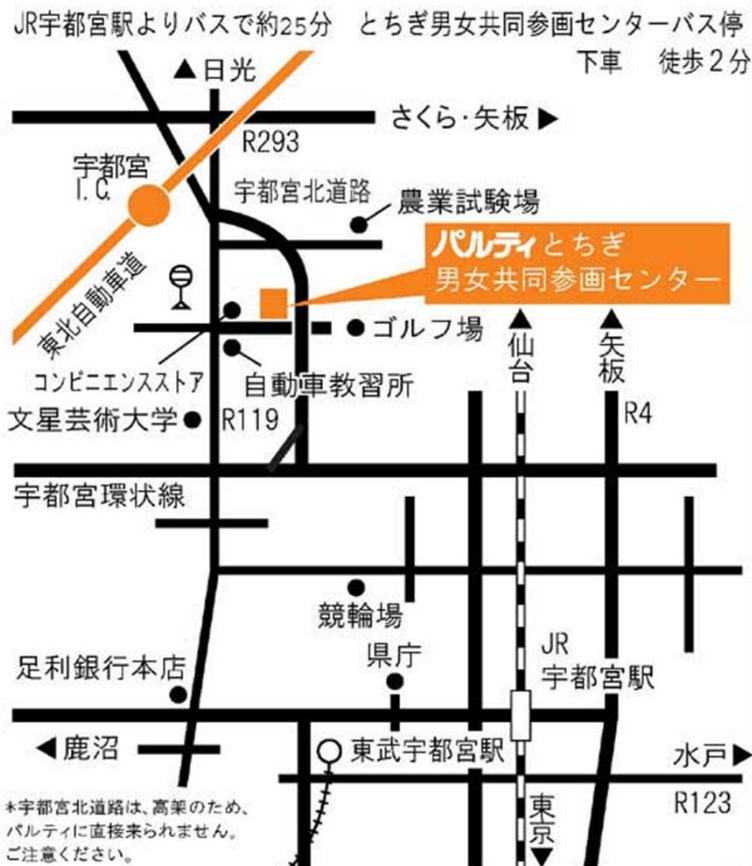 JR宇都宮駅よりバスで約25分　とちぎ男女共同参画センターバス停
下車　徒歩２分
▲日光
さくら・矢板▶
R293
宇都宮
I.C.
宇都宮北道路
農業試験場
パルティとちぎ
男女共同参画センター
東北自動車道
ゴルフ場
▲仙台
▲矢板
コンビニエンスストア
自動車教習所
文星芸術大学
R119
R4
宇都宮環状線
競輪場
県庁
JR
宇都宮駅
足利銀行本店
◀鹿沼
東武宇都宮駅
水戸▶
R123
東京▼
*宇都宮北道路は、高架のため、
パルティに直接来られません。
ご注意ください。